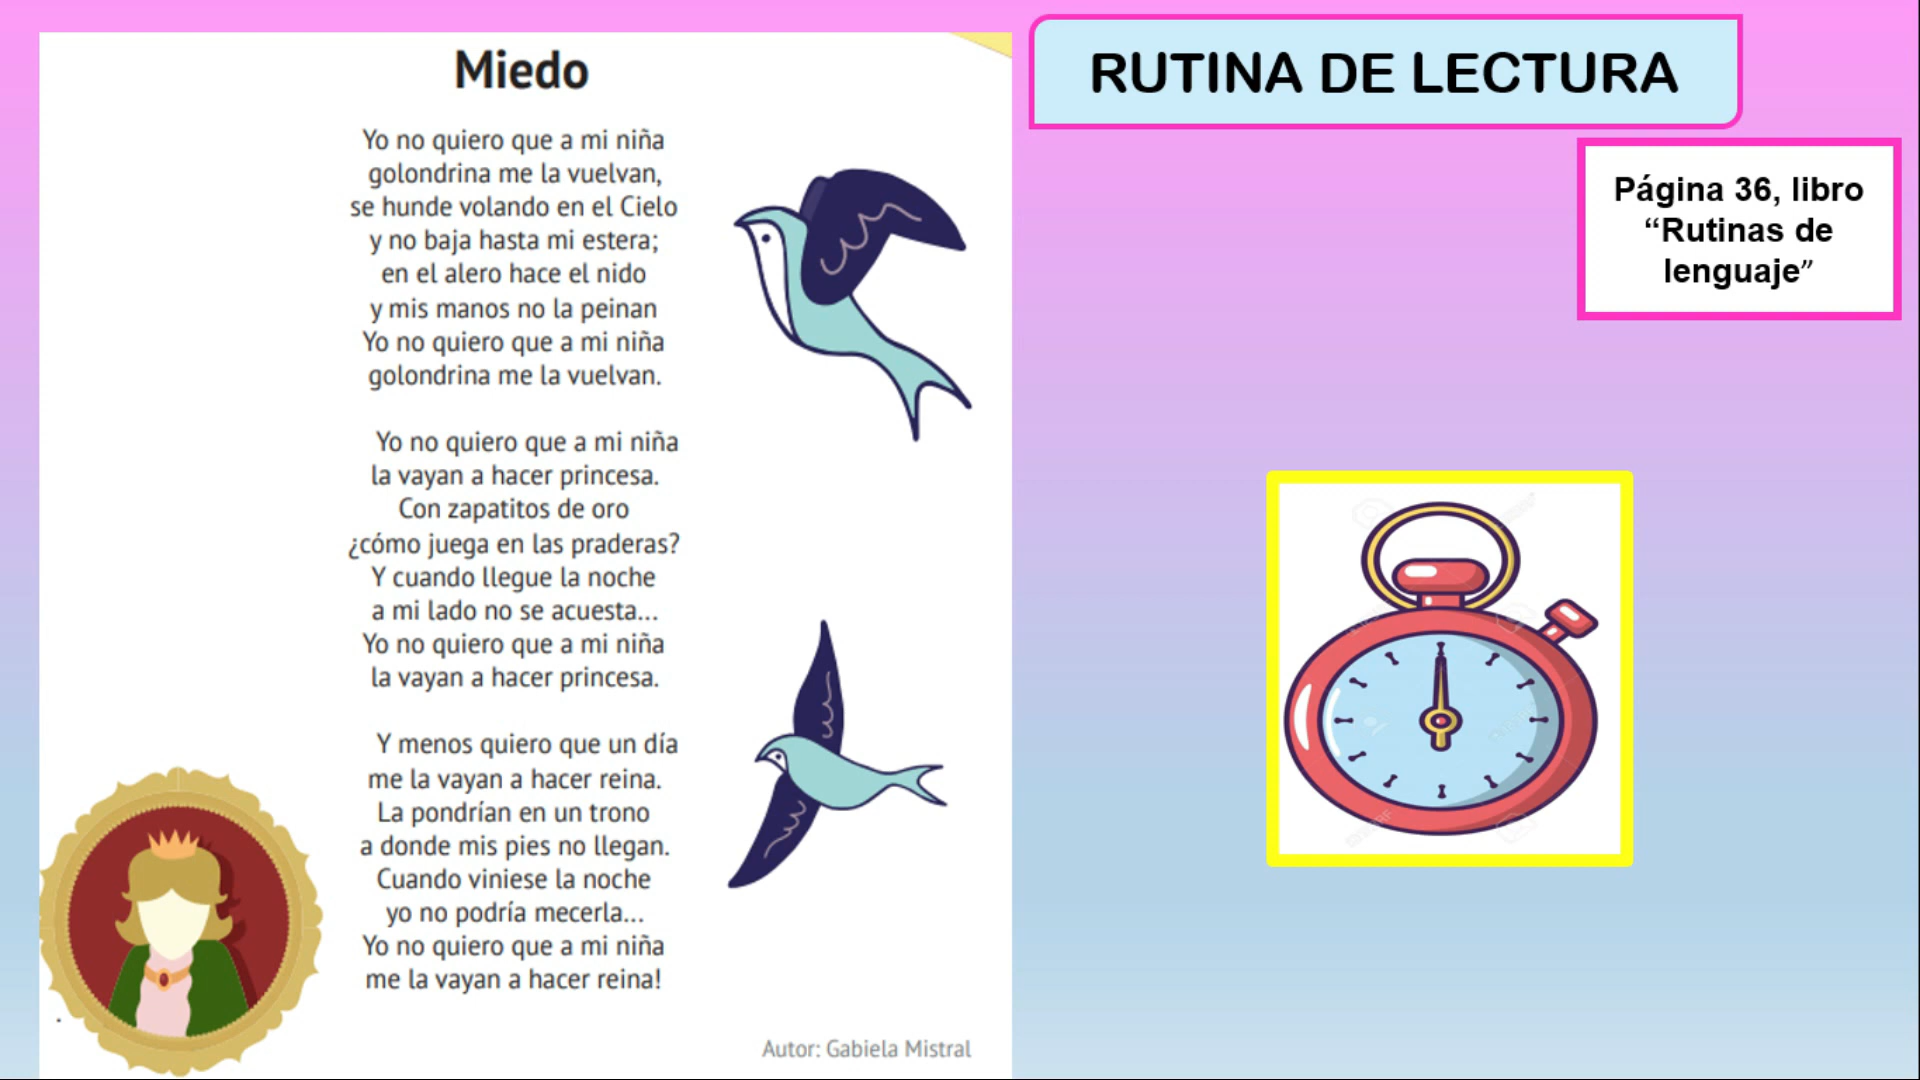 Miedo
Yo no quiero que a mi niña
golondrina me la vuelvan,
se hunde volando en el Cielo
y no baja hasta mi estera;
en el alero hace el nido
y mis manos no la peinan
Yo no quiero que a mi niña
golondrina me la vuelvan.
Yo no quiero que a mi niña
la vayan a hacer princesa.
Con zapatitos de oro
¿cómo juega en las praderas?
Y cuando llegue la noche
a mi lado no se acuesta...
Yo no quiero que a mi niña
la vayan a hacer princesa.
Y menos quiero que un día
me la vayan a hacer reina.
La pondrían en un trono
a donde mis pies no llegan.
Cuando viniese la noche
yo no podría mecerla...
Yo no quiero que a mi niña
me la vayan a hacer reina!
Autor: Gabiela Mistral
RUTINA DE LECTURA
Página 36, libro
“Rutinas de
lenguaje”